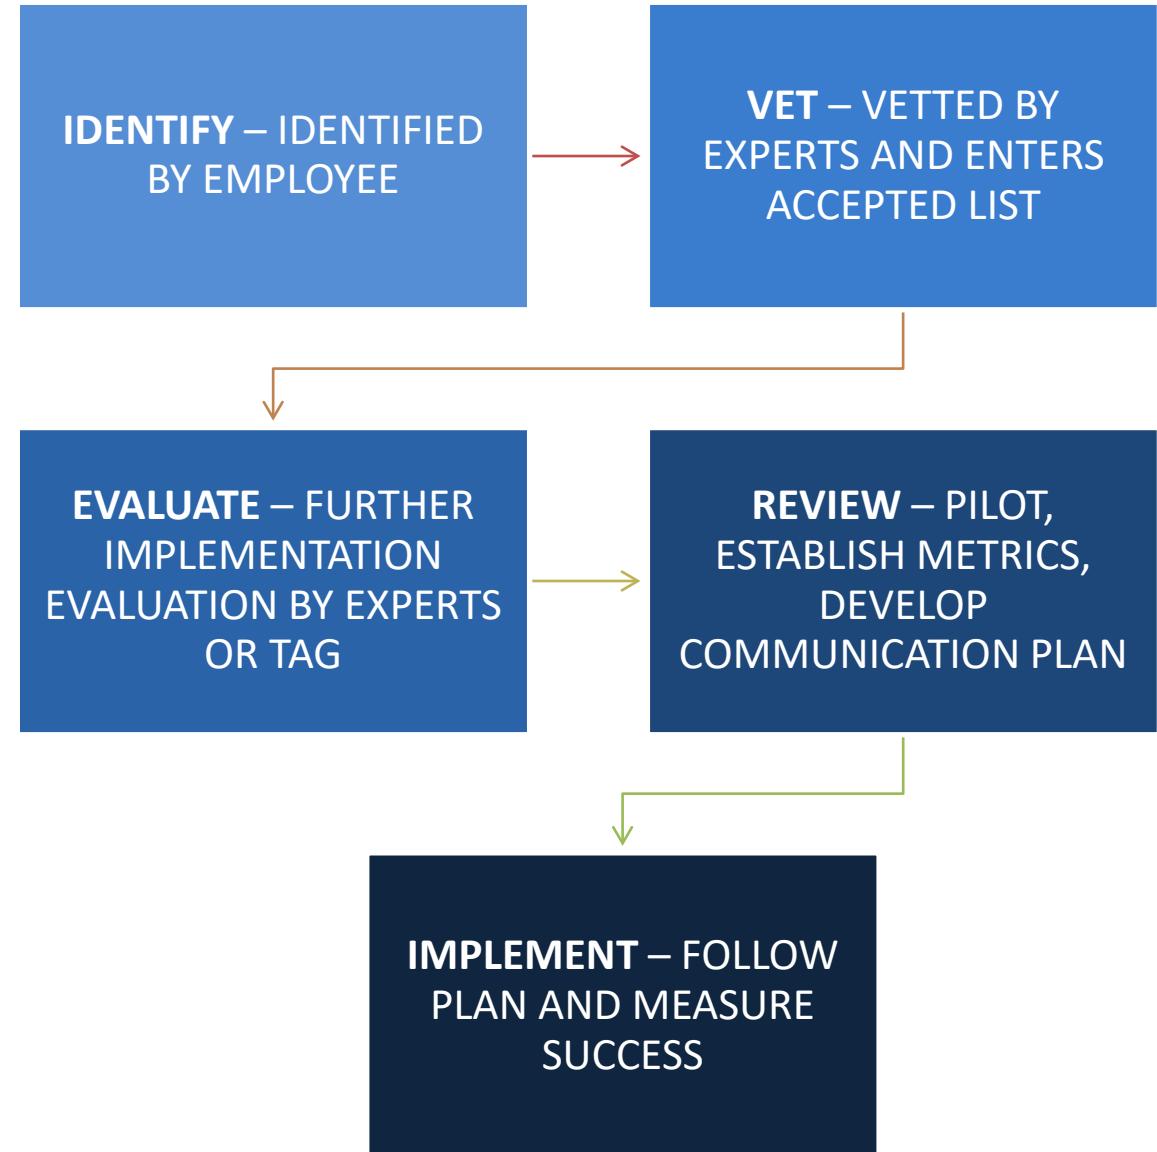 IDENTIFY – IDENTIFIED
BY EMPLOYEE
VET – VETTED BY
EXPERTS AND ENTERS
ACCEPTED LIST
EVALUATE – FURTHER
IMPLEMENTATION
EVALUATION BY EXPERTS
OR TAG
REVIEW – PILOT,
ESTABLISH METRICS,
DEVELOP
COMMUNICATION PLAN
IMPLEMENT – FOLLOW
PLAN AND MEASURE
SUCCESS